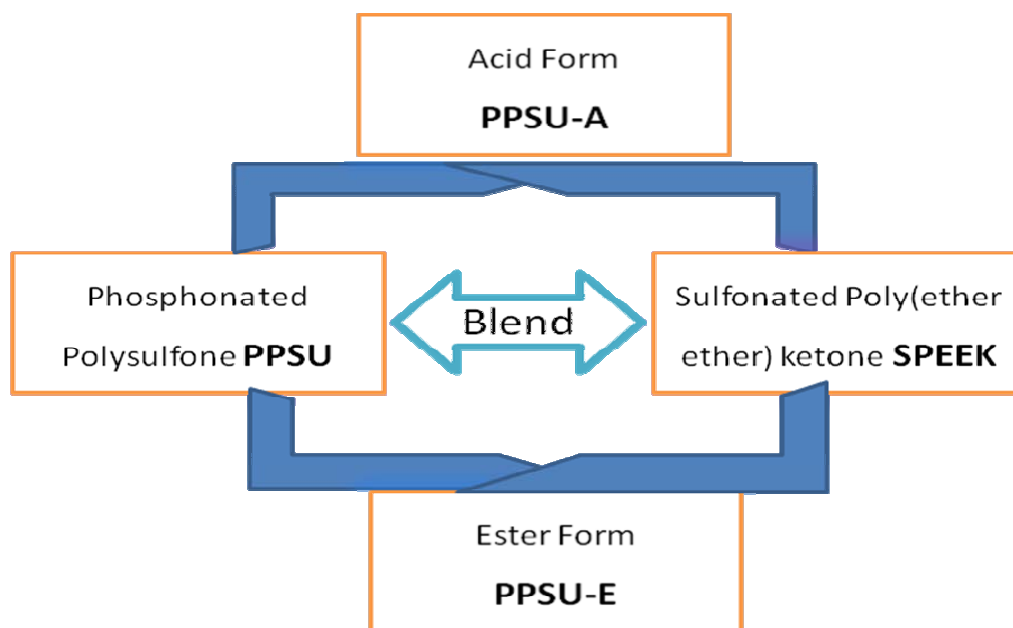 Acid Form
PPSU-A
Phosphonated
Polysulfone PPSU
Blend
Sulfonated Poly(ether
ether) ketone SPEEK
Ester Form
PPSU-E